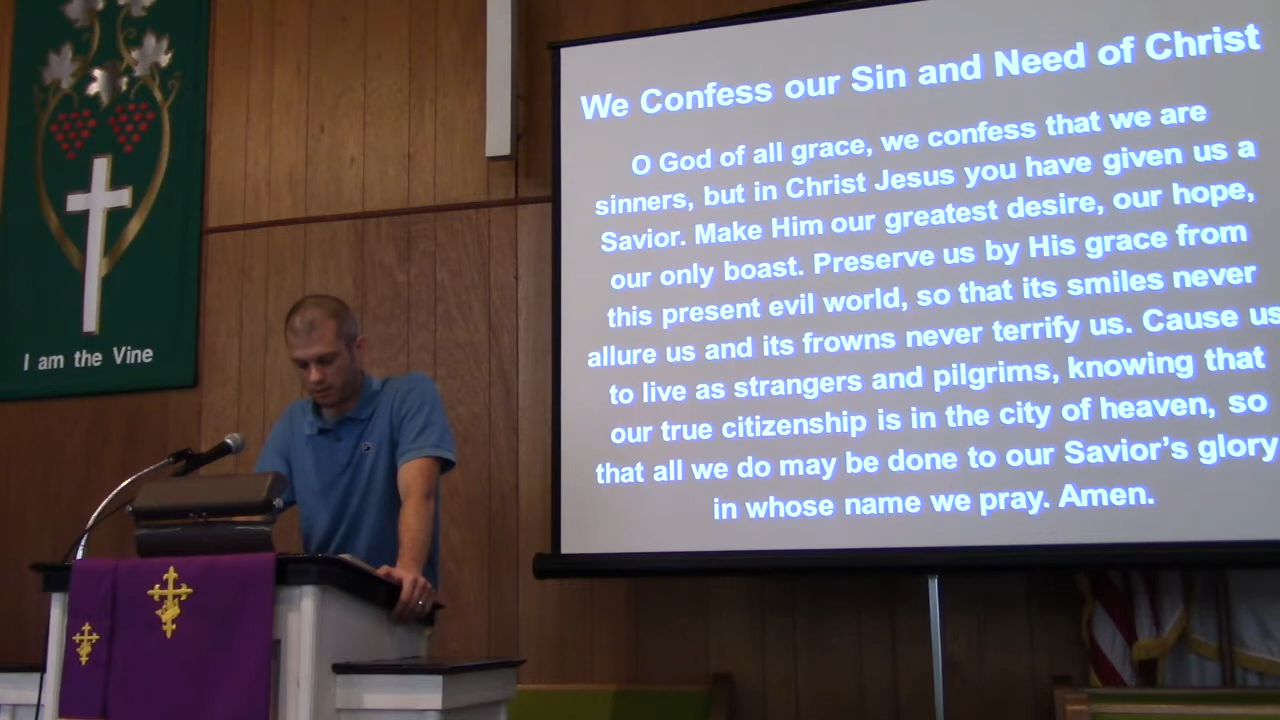 We Confess our Sin and Need of Christ
O God of all grace, we confess that we are
sinners, but in Christ Jesus you have given us a
Savior. Make Him our greatest desire, our hope,
our only boast. Preserve us by His grace from
this present evil world, so that its smiles never
allure us and its frowns never terrify us. Cause us
to live as strangers and pilgrims, knowing that
our true citizenship is in the city of heaven, so
that all we do may be done to our Savior's glory
in whose name we pray. Amen.
I am the Vine